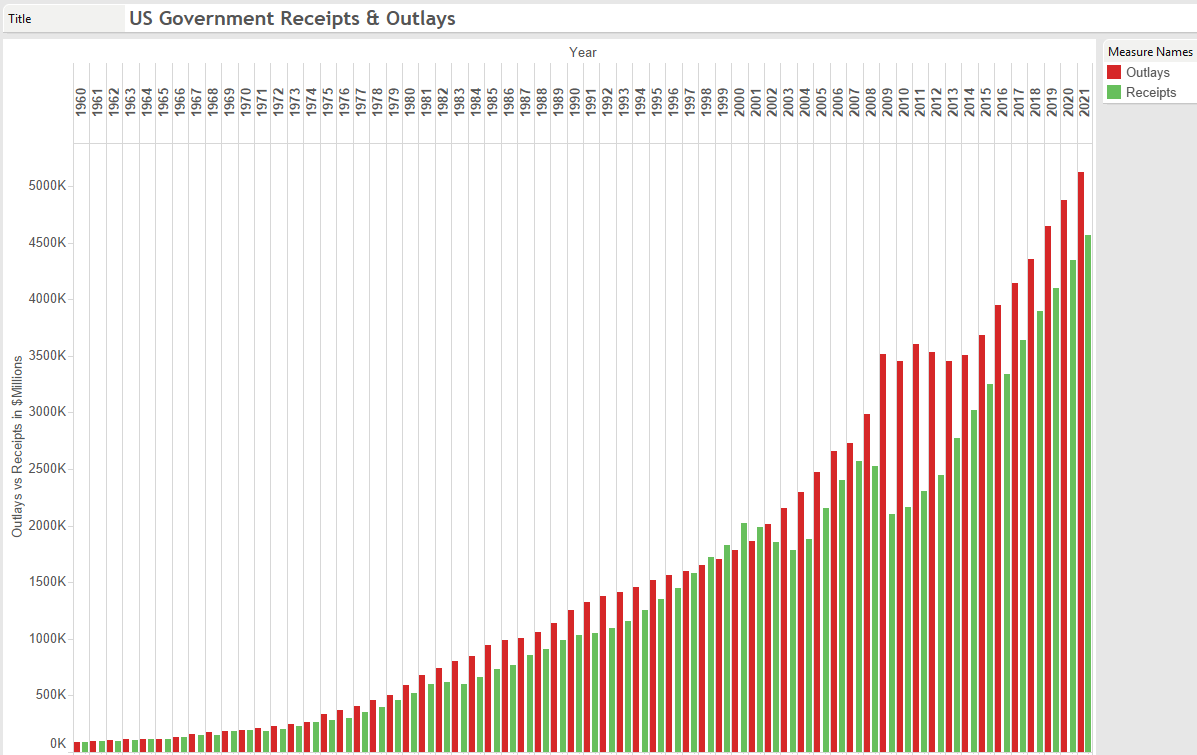 Title
US Government Receipts & Outlays
Year
Measure Names
Outlays
Receipts
1960 1961 1962 1963 1964 1965 1966 1967 1968 1969 1970 1971 1972 1973 1974 1975 1976 1977 1978 1979 1980 1981 1982 1983 1984 1985 1986 1987 1988 1989 1990 1991 1992 1993 1994 1995 1996 1997 1998 1999 2000 2001 2002 2003 2004 2005 2006 2007 2008 2009 2010 2011 2012 2013 2014 2015 2016 2017 2018 2019 2020 2021
Outlays vs Receipts in $Millions
5000K
4500K
4000K
3500K
3000K
2500K
2000K
1500K
1000K
500K
0K